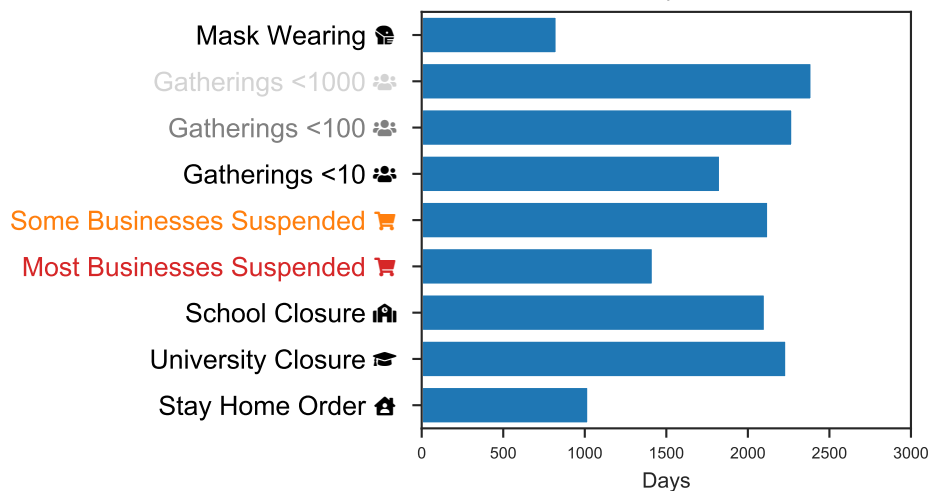 Mask Wearing
Gatherings <1000
Gatherings <100
Gatherings <10
Some Businesses Suspended
Most Businesses Suspended
School Closure
University Closure
Stay Home Order
0 500 1000 1500 2000 2500 3000
Days